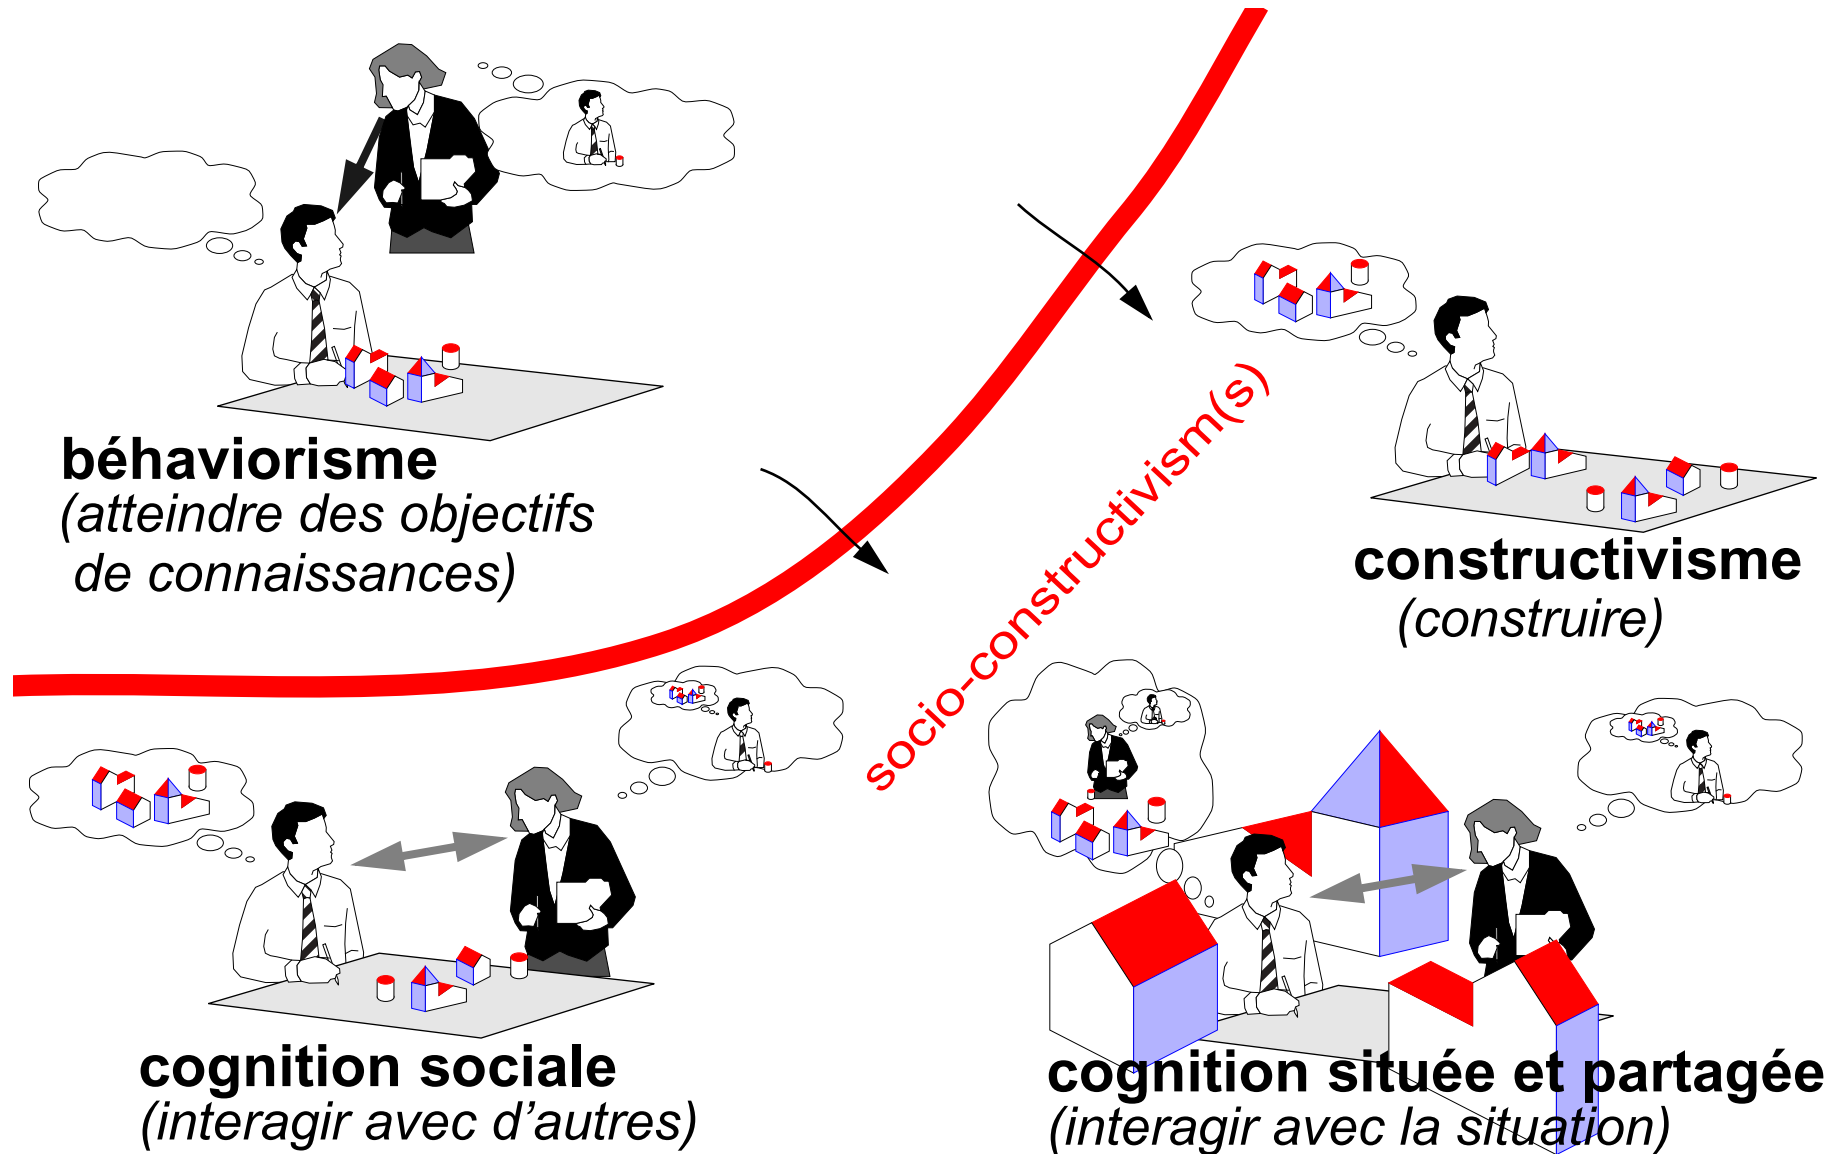 béhaviorisme
(atteindre des objectifs
de connaissances)
socio-constructivism(s)
constructivisme
(construire)
cognition sociale
(interagir avec d’autres)
cognition située et partagée
(interagir avec la situation)